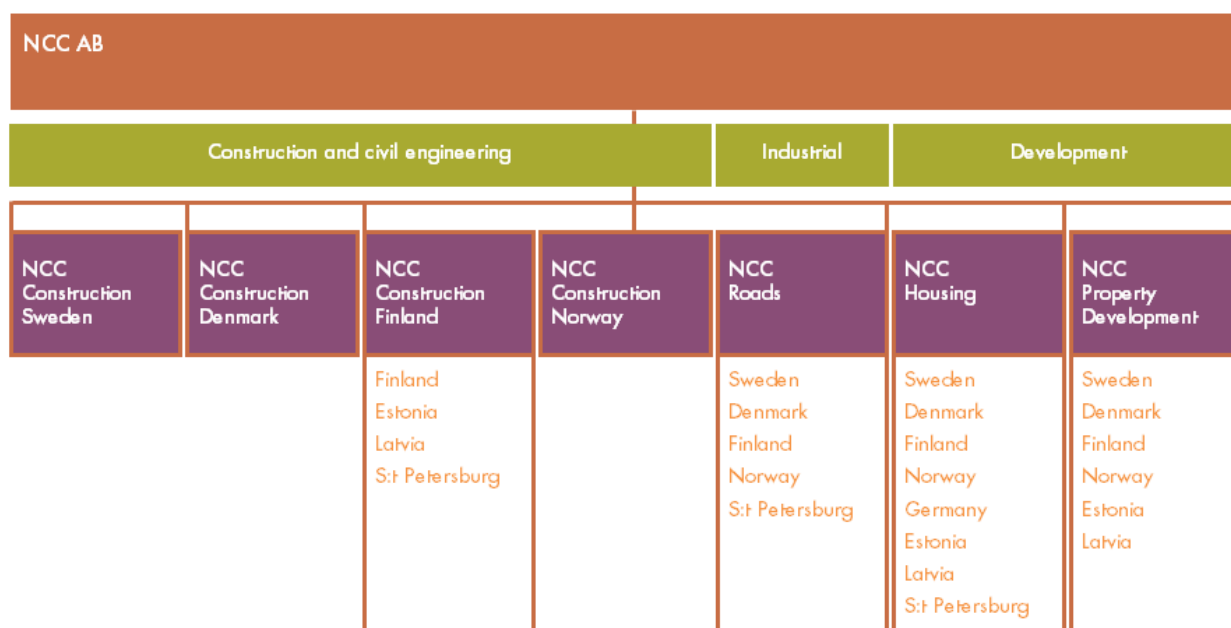 NCC AB
Construction and civil engineering
Industrial
Development
NCC
Construction
Sweden
NCC
Construction
Denmark
NCC
Construction
Finland
NCC
Construction
Norway
NCC
Roads
NCC
Housing
NCC
Property
Development
Finland
Estonia
Latvia
S:t Petersburg
Sweden
Denmark
Finland
Norway
S:t Petersburg
Sweden
Denmark
Finland
Norway
Germany
Estonia
Latvia
S:t Petersburg
Sweden
Denmark
Finland
Norway
Estonia
Latvia